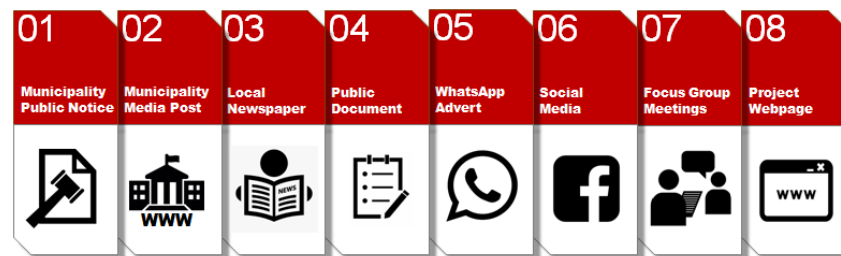 01
Municipality
Public Notice
02
Municipality
Media Post
WWW
03
Local
Newspaper
NEWS
04
Public
Document
05
WhatsApp
Advert
06
Social
Media
07
Focus Group
Meetings
08
Project
Webpage
www